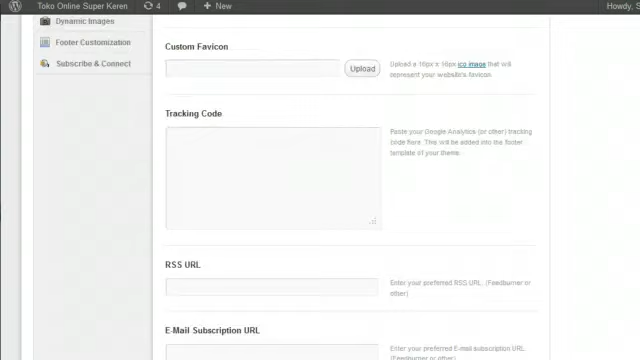 Toko Online Super Keren
4
+ New
Howdy, S
Dynamic Images
Footer Customization
Subscribe & Connect
Custom Favicon
Upload
Upload a 16px x 16px ico image that will
represent your website's favicon.
Tracking Code
Paste your Google Analytics (or other) tracking
code here. This will be added into the footer
template of your theme.
RSS URL
Enter your preferred RSS URL. (Feedburner or
other)
E-Mail Subscription URL
Enter your preferred E-mail subscription URL.
(Feedburner or other)